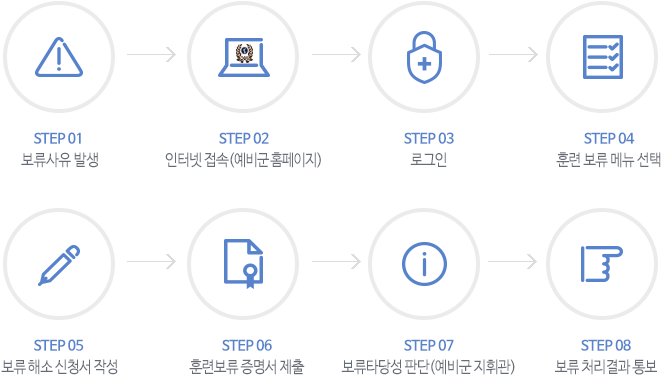 STEP 01
보류사유 발생
STEP 02
인터넷 접속(예비군 홈페이지)
STEP 03
로그인
STEP 04
훈련 보류 메뉴 선택
STEP 05
보류 해소 신청서 작성
STEP 06
훈련보류 증명서 제출
STEP 07
보류타당성 판단(예비군 지휘관)
STEP 08
보류 처리결과 통보